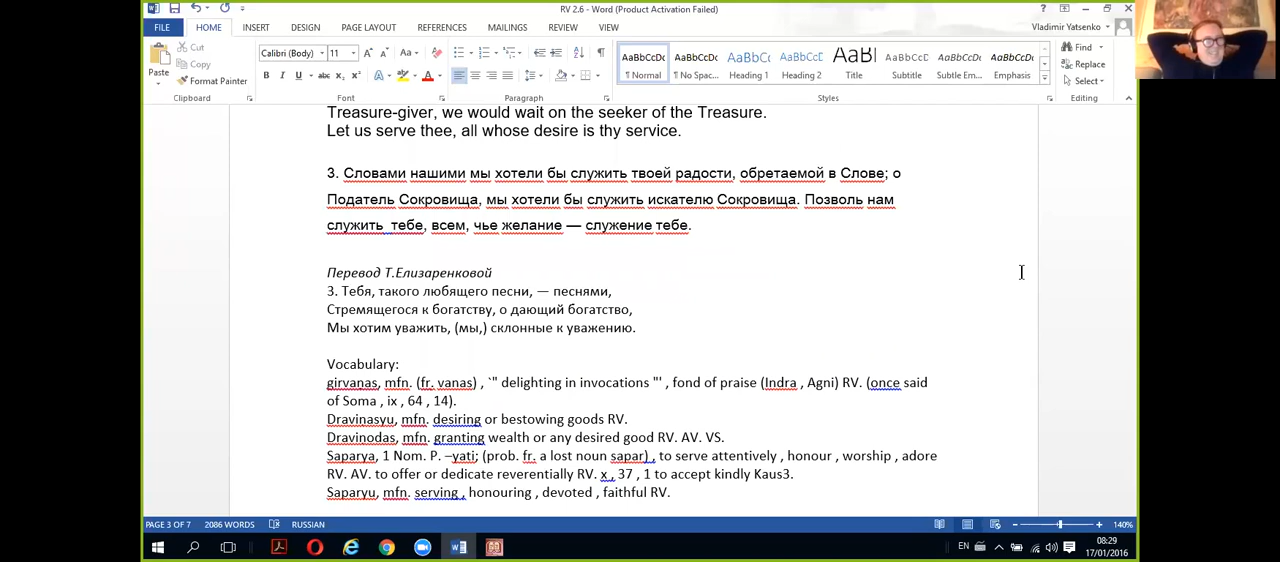 RV 2.6 - Word (Product Activation Failed)
FILE HOME INSERT DESIGN PAGE LAYOUT REFERENCES MAILINGS REVIEW VIEW Vladimir Yatsenko
Paste Cut Copy Format Painter
Calibri (Body) 11
AaBbCcDc AaBbCcDc AaBbCc AaBbCc AaBl AaBbCcD AaBbCcDc AaBbCcDc
¶ Normal ¶ No Spac... Heading 1 Heading 2 Title Subtitle Subtle Em... Emphasis
Find Replace Select
Clipboard Font Paragraph Styles Editing
Treasure-giver, we would wait on the seeker of the Treasure.
Let us serve thee, all whose desire is thy service.
3. Словами нашими мы хотели бы служить твоей радости, обретаемой в Слове; о
Податель Сокровища, мы хотели бы служить искателю Сокровища. Позволь нам
служить тебе, всем, чье желание — служение тебе.
Перевод Т.Елизаренковой
3. Тебя, такого любящего песни, — песнями,
Стремящегося к богатству, о дающий богатство,
Мы хотим уважить, (мы,) склонные к уважению.
Vocabulary:
girvanas, mfn. (fr. vanas) , `" delighting in invocations "' , fond of praise (Indra , Agni) RV. (once said
of Soma , ix , 64 , 14).
Dravinasyu, mfn. desiring or bestowing goods RV.
Dravinodas, mfn. granting wealth or any desired good RV. AV. VS.
Saparya, 1 Nom. P. –yati; (prob. fr. a lost noun sapar) , to serve attentively , honour , worship , adore
RV. AV. to offer or dedicate reverentially RV. x , 37 , 1 to accept kindly Kaus3.
Saparyu, mfn. serving , honouring , devoted , faithful RV.
PAGE 3 OF 7 2086 WORDS RUSSIAN 140%
EN 08:29
17/01/2016